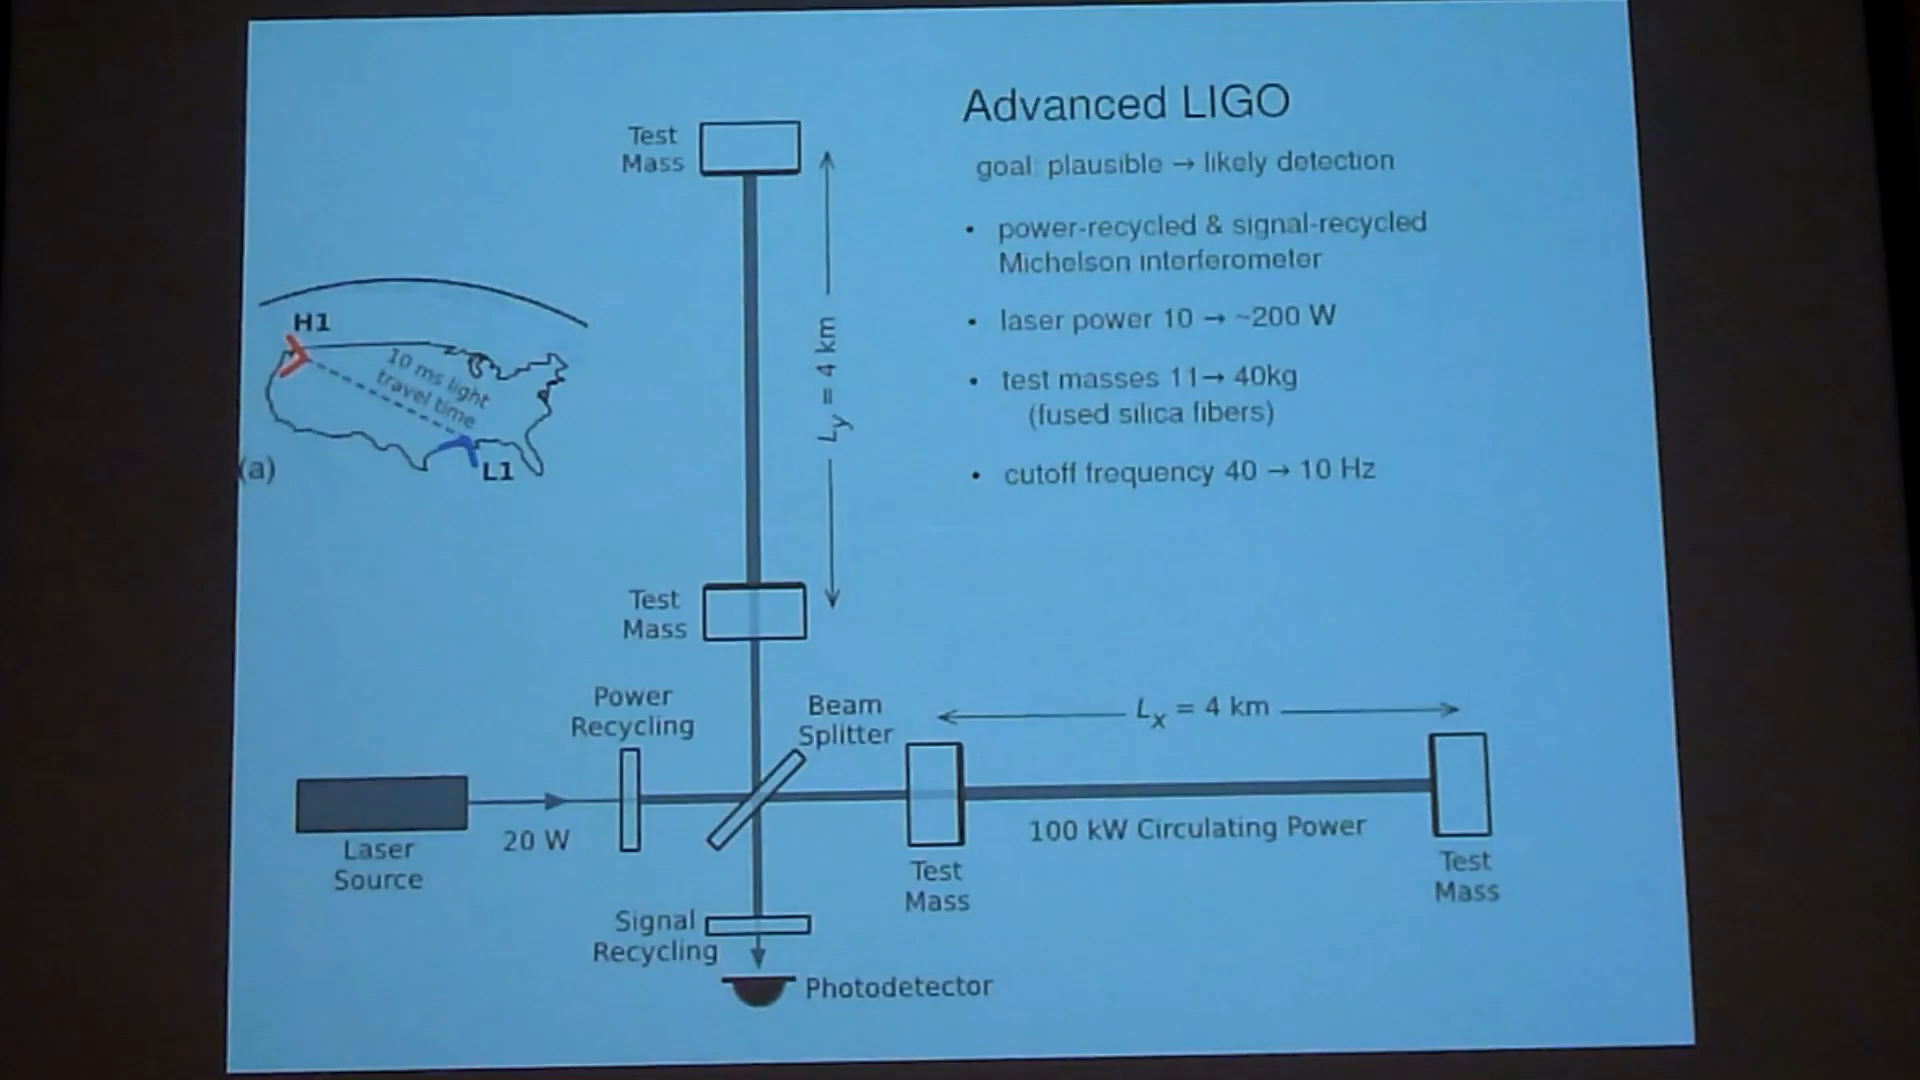 Advanced LIGO
goal: plausible → likely detection
• power-recycled & signal-recycled
Michelson interferometer
• laser power 10 → ~200 W
• test masses 11→ 40kg
(fused silica fibers)
• cutoff frequency 40 → 10 Hz
Test
Mass
Ly = 4 km
H1
10 ms light
travel time
L1
(a)
Test
Mass
Power
Recycling
Beam
Splitter
Lx = 4 km
Laser
Source
20 W
100 kW Circulating Power
Test
Mass
Test
Mass
Signal
Recycling
Photodetector